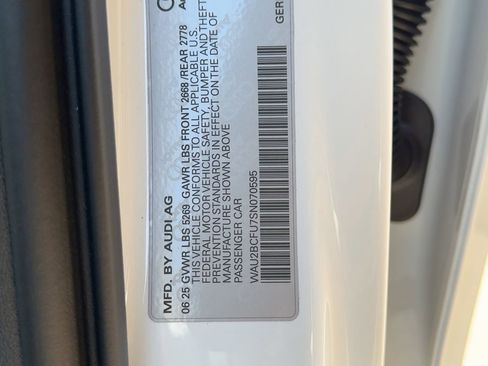 MFD. BY AUDI AG
06 25 GVWR LBS 5269 GAWR LBS FRONT 2668 /REAR 2778
THIS VEHICLE CONFORMS TO ALL APPLICABLE U.S.
FEDERAL MOTOR VEHICLE SAFETY, BUMPER AND THEFT
PREVENTION STANDARDS IN EFFECT ON THE DATE OF
MANUFACTURE SHOWN ABOVE
PASSENGER CAR
WAU2BCFU7SN070595
GER